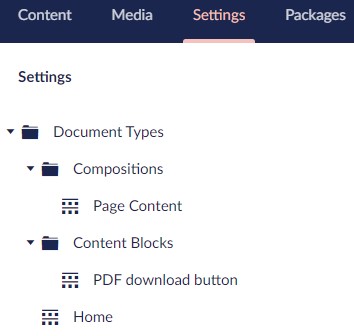 Content Media Settings Packages
Settings
Document Types
Compositions
Page Content
Content Blocks
PDF download button
Home